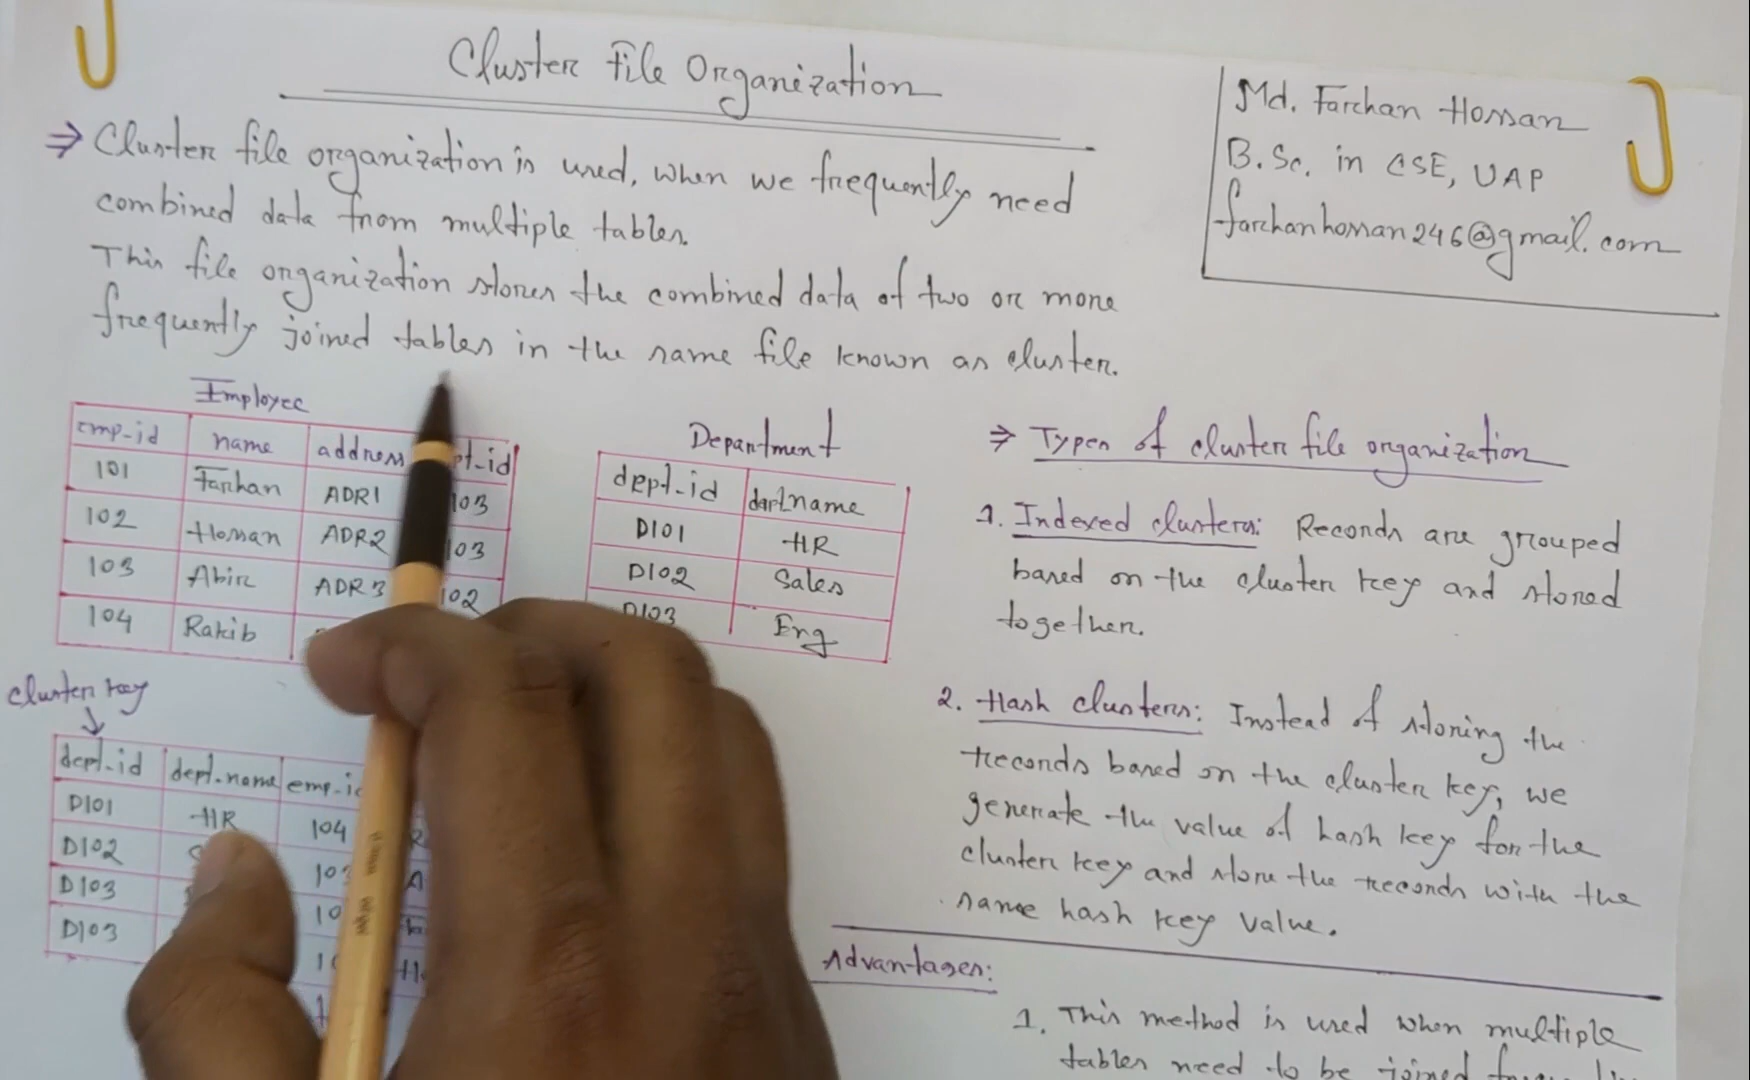 Cluster File Organization
Md. Farhan Hossan
B.Sc. in CSE, UAP
farhanhossan246@gmail.com
⇒ Cluster file organization is used, when we frequently need
combined data from multiple tables.
This file organization stores the combined data of two or more
frequently joined tables in the same file known as cluster.
Employee
emp-id name address pt-id
101 Farhan ADR1 103
102 Hossan ADR2 103
103 Abir ADR3 102
104 Rakib
Department
dept-id deptname
D101 HR
D102 Sales
D103 Eng
cluster key
dept-id dept-name emp-id
D101 HR 104
D102
D103
D103
⇒ Types of cluster file organization
1. Indexed clusters: Records are grouped
based on the cluster key and stored
together.
2. Hash clusters: Instead of storing the
records based on the cluster key, we
generate the value of hash key for the
cluster key and store the records with the
same hash key value.
Advantages:
1. This method is used when multiple
tables need to be joined